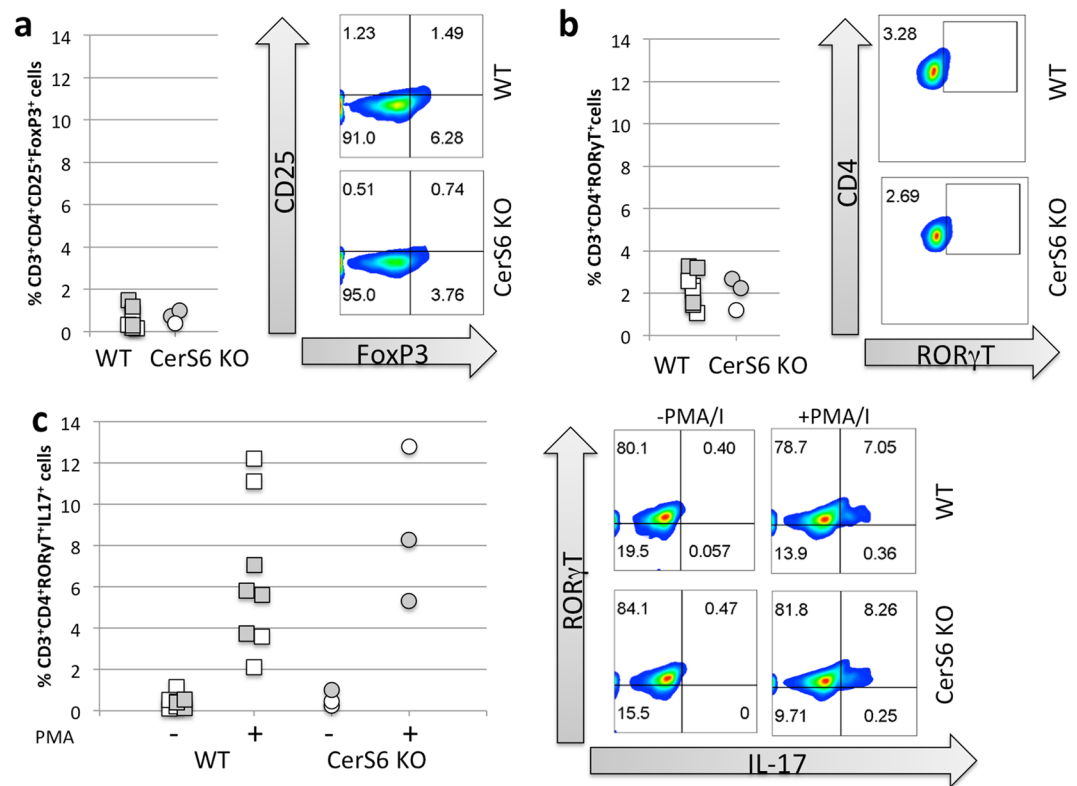 a
14
12
10
8
6
4
2
0
% CD3+CD4+CD25+FoxP3+ cells
WT CerS6 KO
CD25
1.23 1.49
91.0 6.28
WT
0.51 0.74
95.0 3.76
CerS6 KO
FoxP3
b
14
12
10
8
6
4
2
0
% CD3+CD4+RORγT+cells
WT CerS6 KO
CD4
3.28
WT
2.69
CerS6 KO
RORγT
c
14
12
10
8
6
4
2
0
% CD3+CD4+RORγT+IL17+ cells
PMA - + - +
WT CerS6 KO
RORγT
-PMA/I +PMA/I
80.1 0.40 78.7 7.05
19.5 0.057 13.9 0.36
WT
84.1 0.47 81.8 8.26
15.5 0 9.71 0.25
CerS6 KO
IL-17